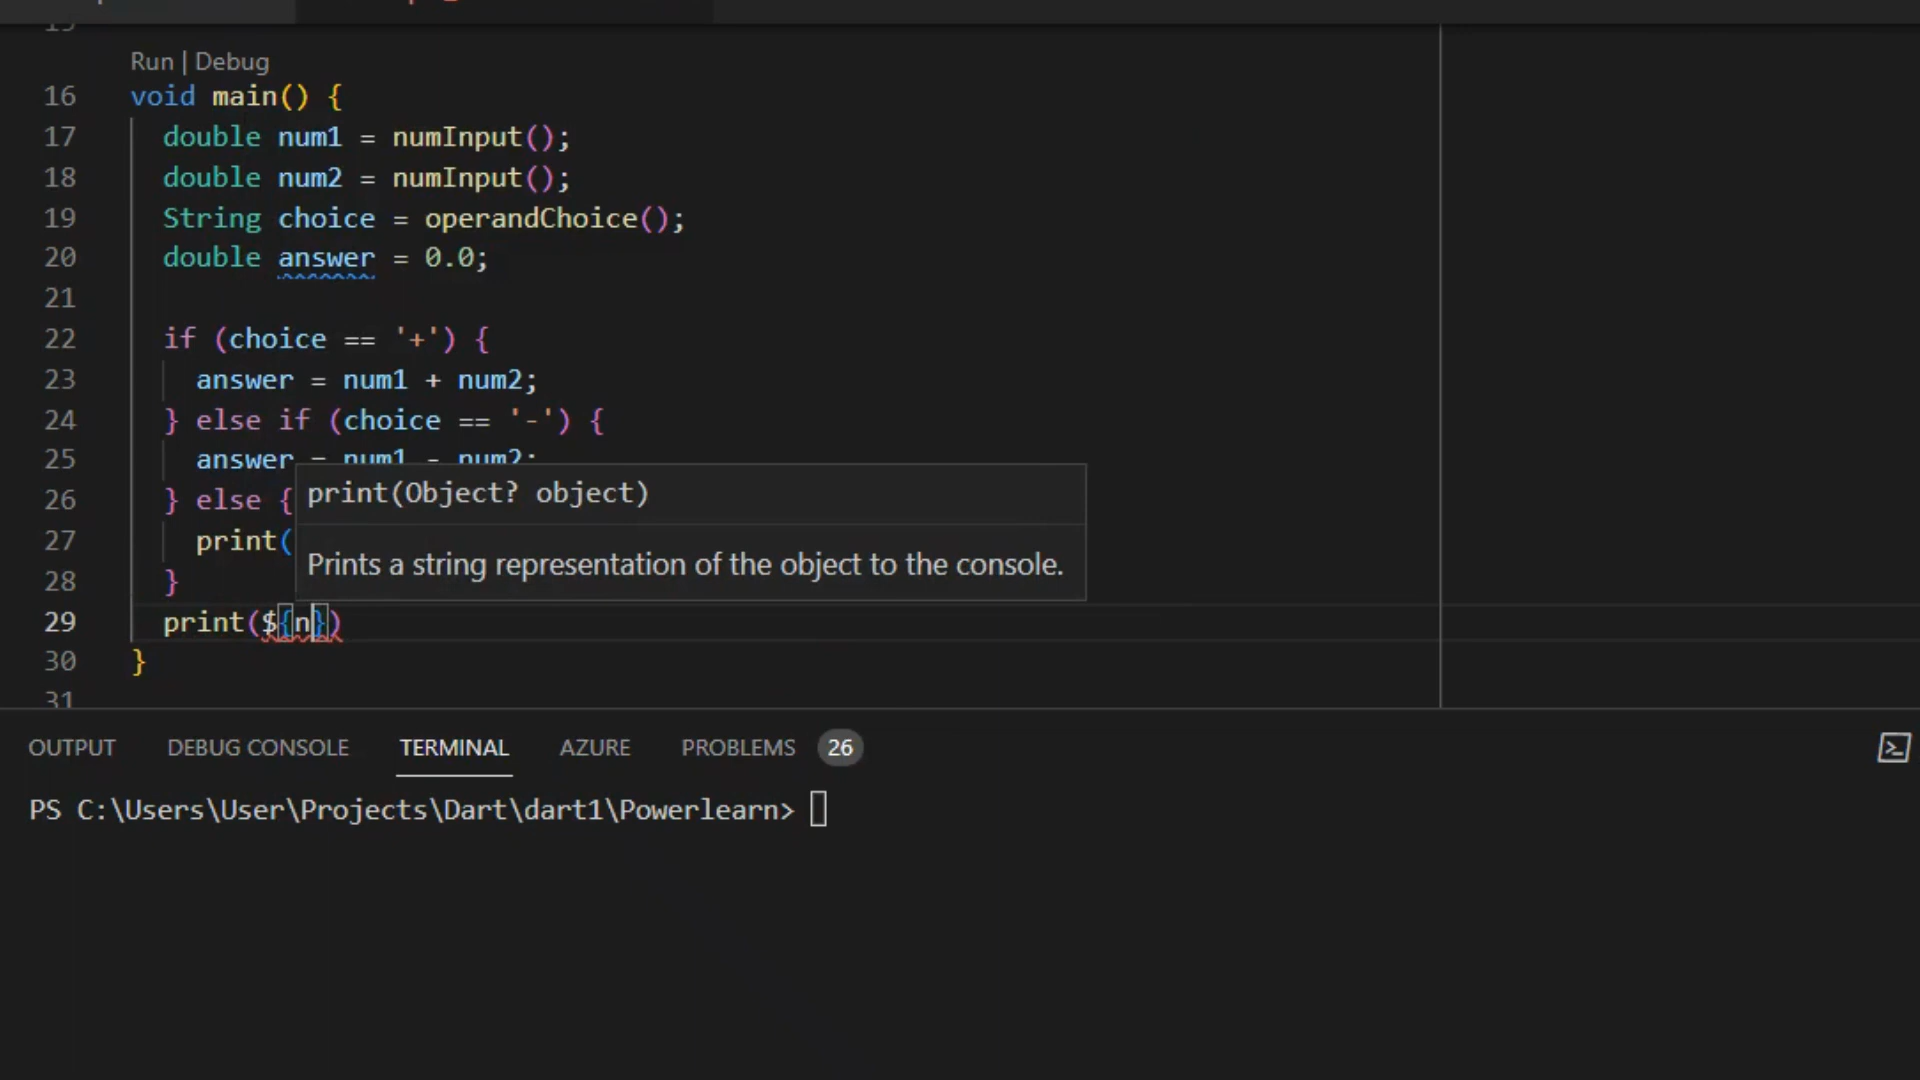 Run | Debug
16 void main() {
17 double num1 = numInput();
18 double num2 = numInput();
19 String choice = operandChoice();
20 double answer = 0.0;
21
22 if (choice == '+') {
23 answer = num1 + num2;
24 } else if (choice == '-') {
25 answer = num1 - num2;
26 } else {
print(Object? object)
27 print(
Prints a string representation of the object to the console.
28 }
29 print(${n})
30 }
31
OUTPUT DEBUG CONSOLE TERMINAL AZURE PROBLEMS 26
PS C:\Users\User\Projects\Dart\dart1\Powerlearn>